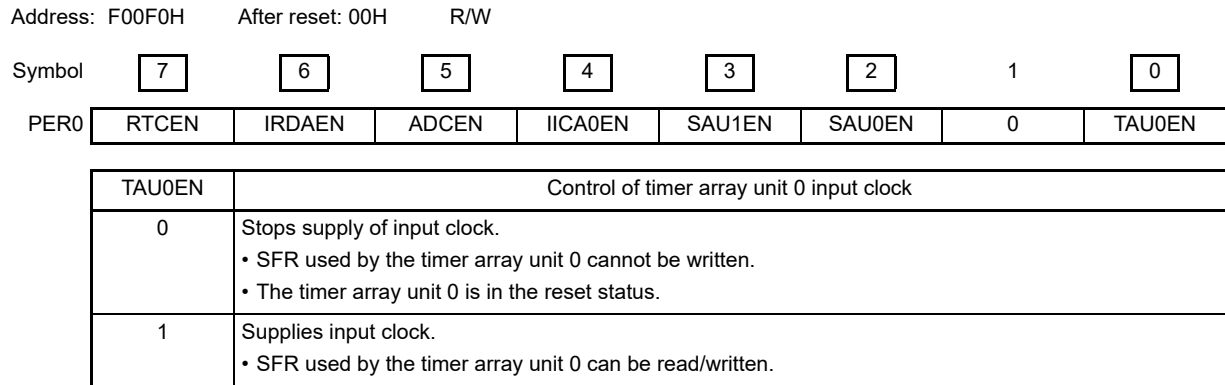 Address: F00F0H After reset: 00H R/W
Symbol 7 6 5 4 3 2 1 0
PER0 RTCEN IRDAEN ADCEN IICA0EN SAU1EN SAU0EN 0 TAU0EN
TAU0EN Control of timer array unit 0 input clock
0 Stops supply of input clock.
• SFR used by the timer array unit 0 cannot be written.
• The timer array unit 0 is in the reset status.
1 Supplies input clock.
• SFR used by the timer array unit 0 can be read/written.